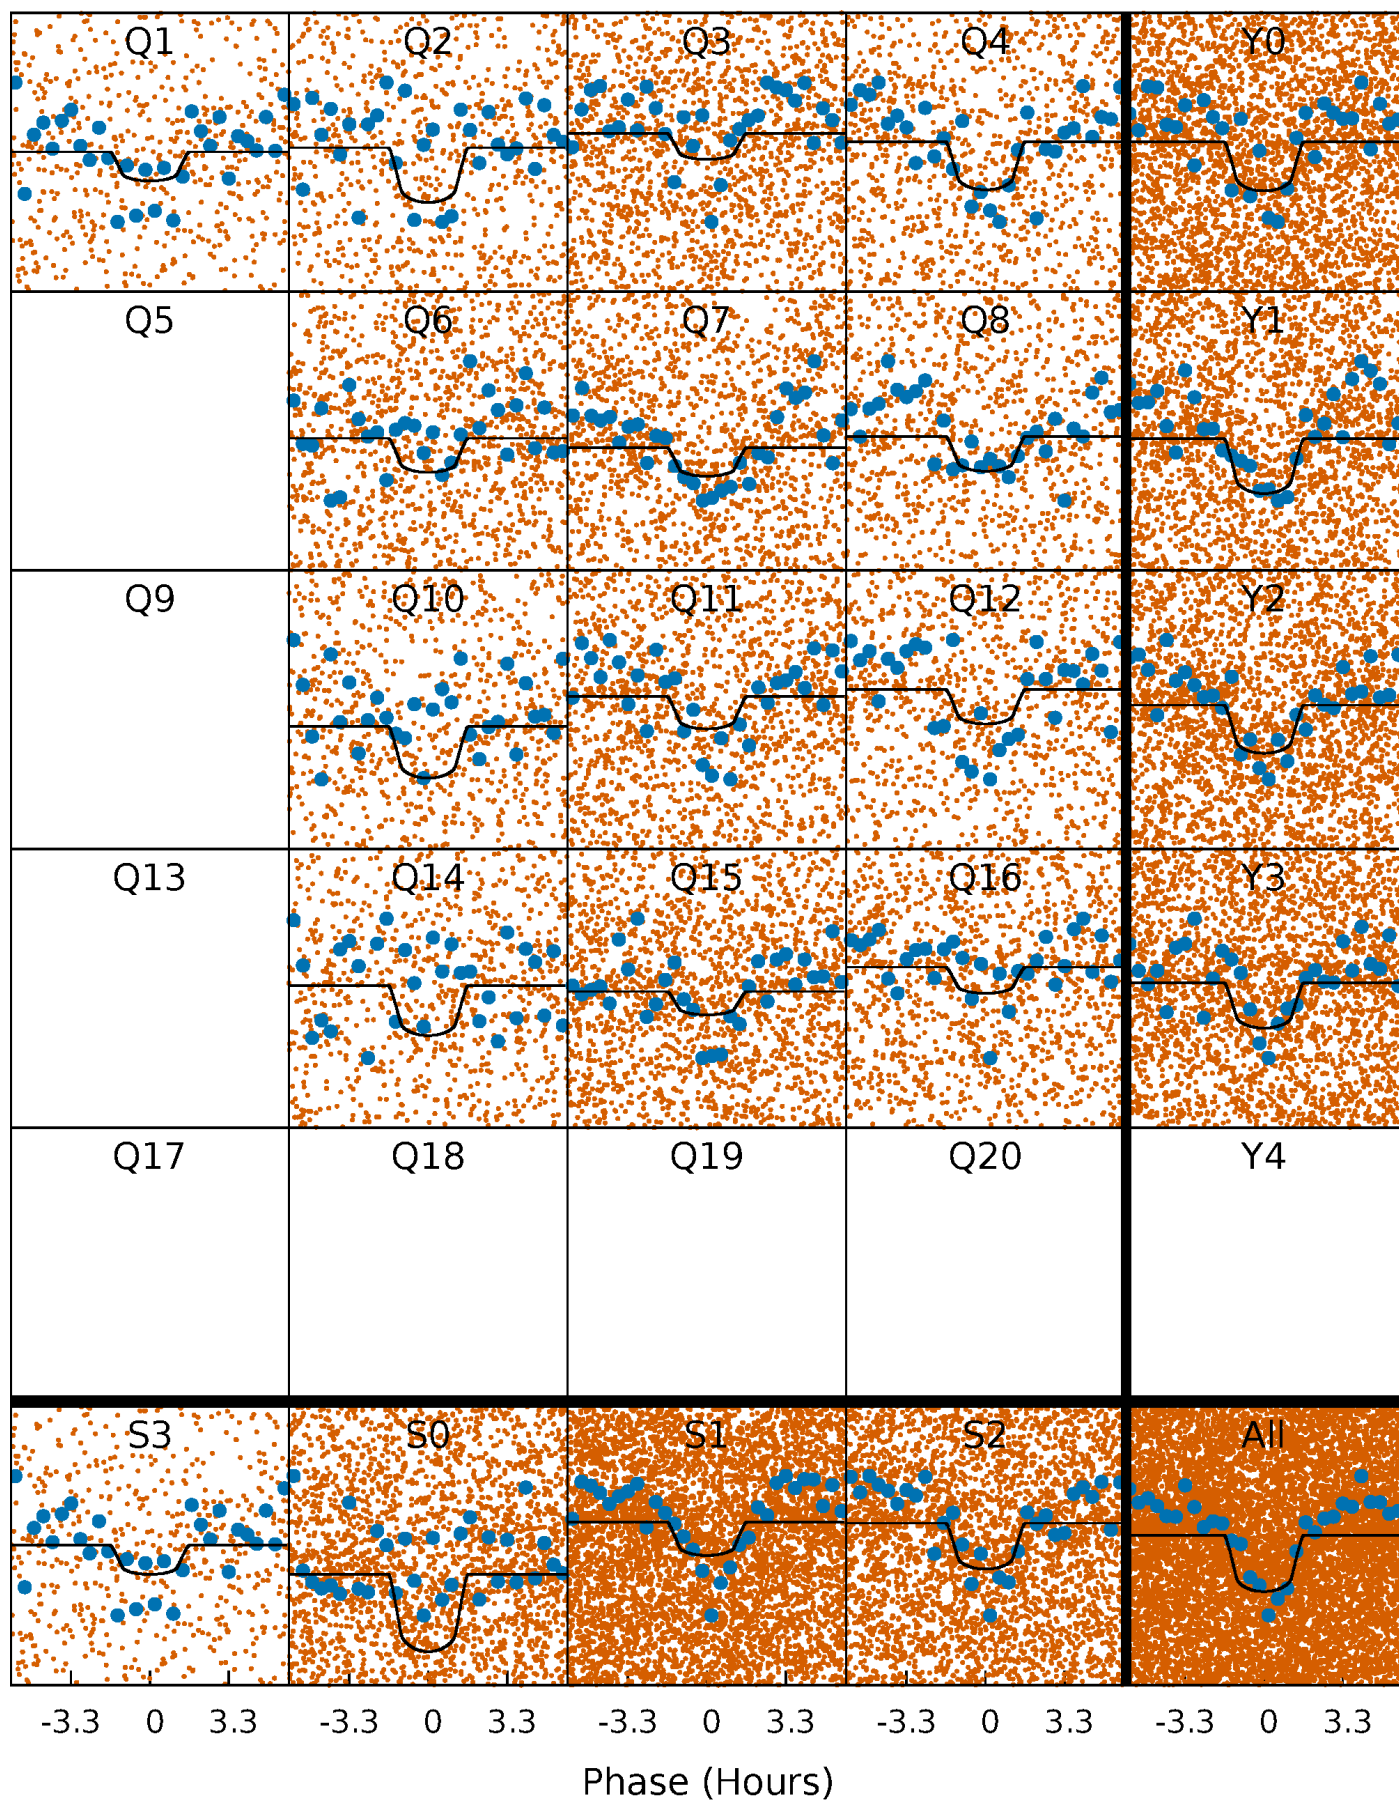 Q1 Q2 Q3 Q4 Y0
Q5 Q6 Q7 Q8 Y1
Q9 Q10 Q11 Q12 Y2
Q13 Q14 Q15 Q16 Y3
Q17 Q18 Q19 Q20 Y4
S3 S0 S1 S2 All
-3.3 0 3.3 -3.3 0 3.3 -3.3 0 3.3 -3.3 0 3.3 -3.3 0 3.3
Phase (Hours)